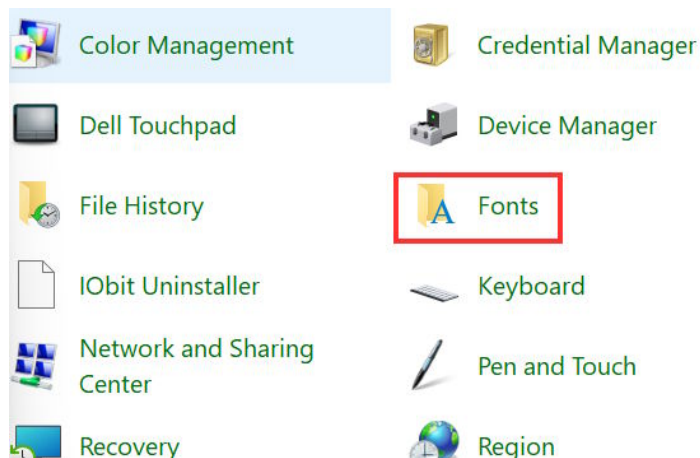 Color Management
Credential Manager
Dell Touchpad
Device Manager
File History
Fonts
IObit Uninstaller
Keyboard
Network and Sharing
Center
Pen and Touch
Recovery
Region